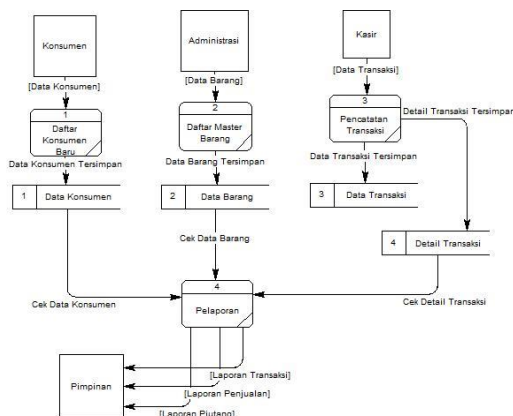 Konsumen
Administrasi
Kasir
[Data Konsumen]
[Data Barang]
[Data Transaksi]
1
Daftar
Konsumen
Baru
2
Daftar Master
Barang
3
Pencatatan
Transaksi
Detail Transaksi Tersimpan
Data Konsumen Tersimpan
Data Barang Tersimpan
Data Transaksi Tersimpan
1 Data Konsumen
2 Data Barang
3 Data Transaksi
4 Detail Transaksi
Cek Data Barang
Cek Data Konsumen
4
Pelaporan
Cek Detail Transaksi
Pimpinan
[Laporan Transaksi]
[Laporan Penjualan]
[Laporan Piutang]